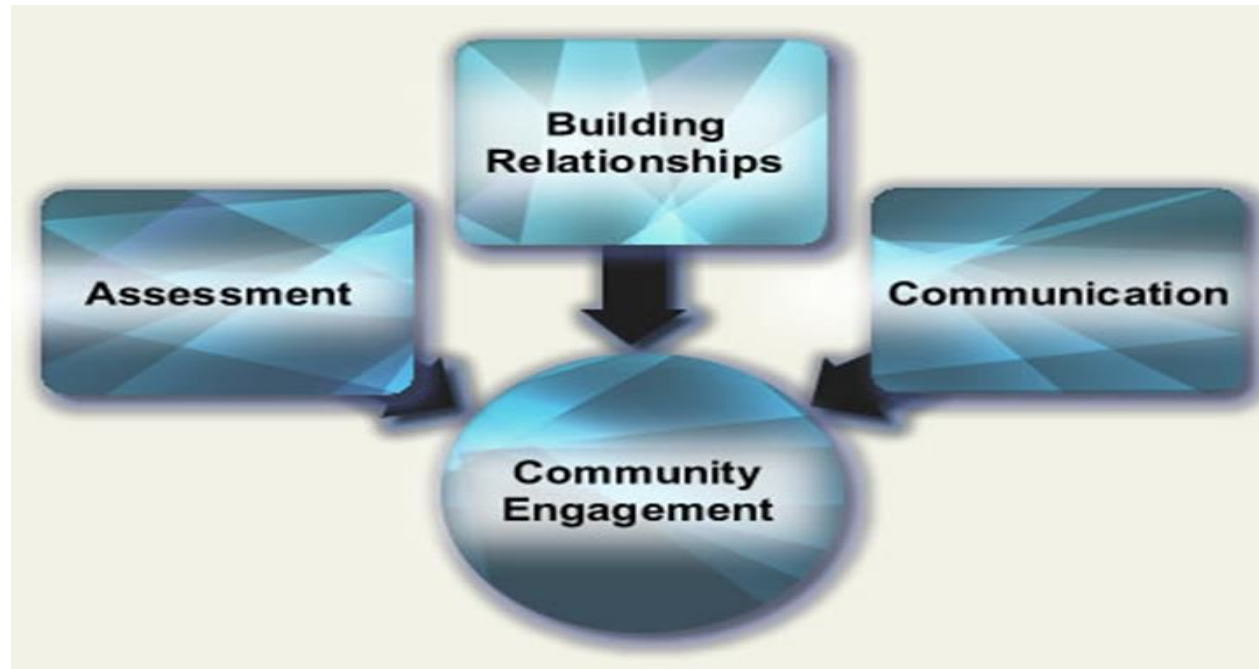 Building
Relationships
Assessment
Communication
Community
Engagement